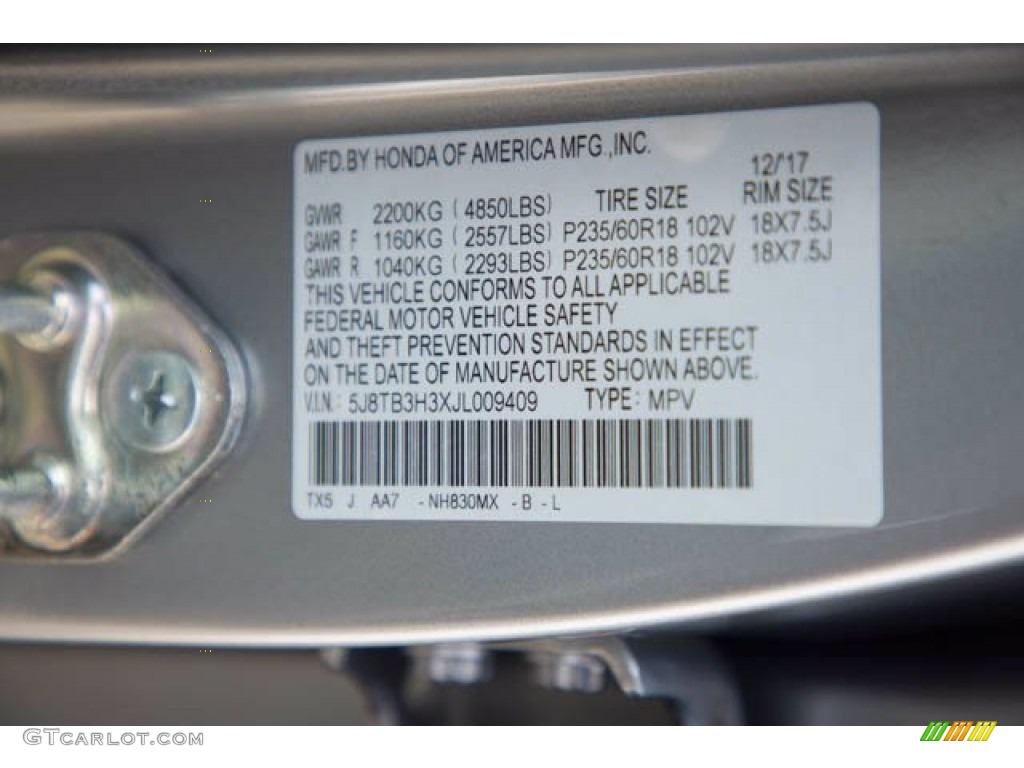 MFD.BY HONDA OF AMERICA MFG.,INC.
12/17
GVWR 2200KG (4850LBS) TIRE SIZE RIM SIZE
GAWR F 1160KG (2557LBS) P235/60R18 102V 18X7.5J
GAWR R 1040KG (2293LBS) P235/60R18 102V 18X7.5J
THIS VEHICLE CONFORMS TO ALL APPLICABLE
FEDERAL MOTOR VEHICLE SAFETY
AND THEFT PREVENTION STANDARDS IN EFFECT
ON THE DATE OF MANUFACTURE SHOWN ABOVE.
V.I.N.: 5J8TB3H3XJL009409 TYPE: MPV
TX5 J AA7 -NH830MX -B -L
GTCARLOT.COM